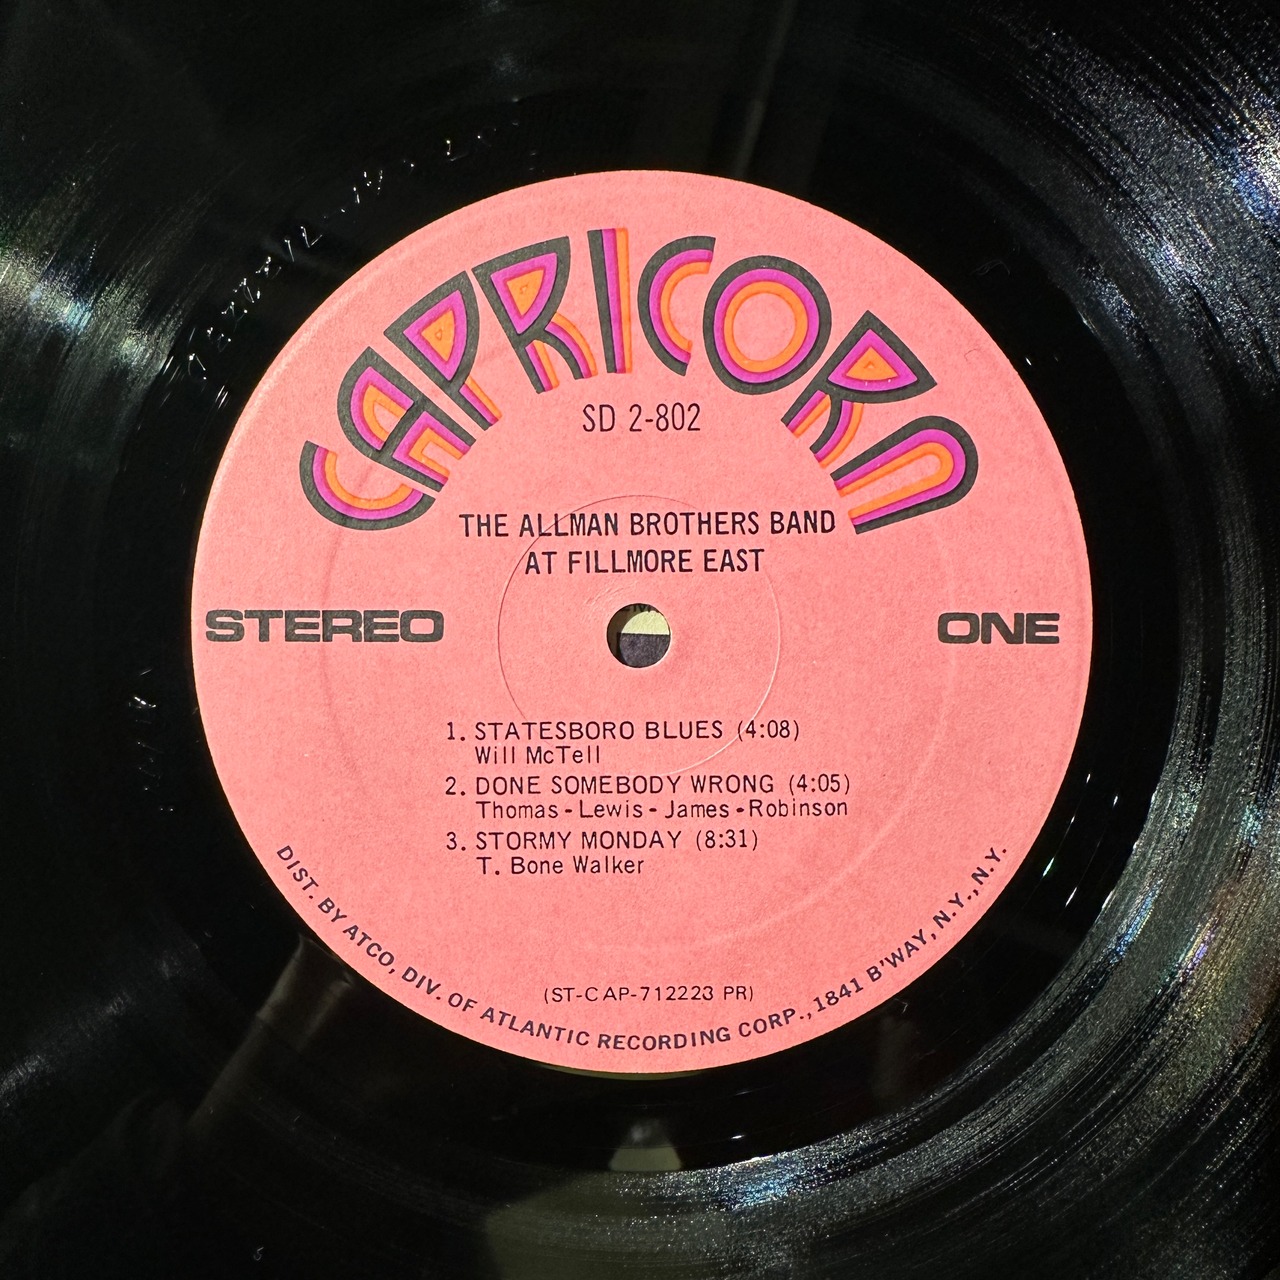 CAPRICORN
SD 2-802
THE ALLMAN BROTHERS BAND
AT FILLMORE EAST
STEREO
ONE
1. STATESBORO BLUES (4:08)
Will McTell
2. DONE SOMEBODY WRONG (4:05)
Thomas - Lewis - James - Robinson
3. STORMY MONDAY (8:31)
T. Bone Walker
(ST-CAP-712223 PR)
DIST. BY ATCO, DIV. OF ATLANTIC RECORDING CORP., 1841 B'WAY, N.Y., N.Y.